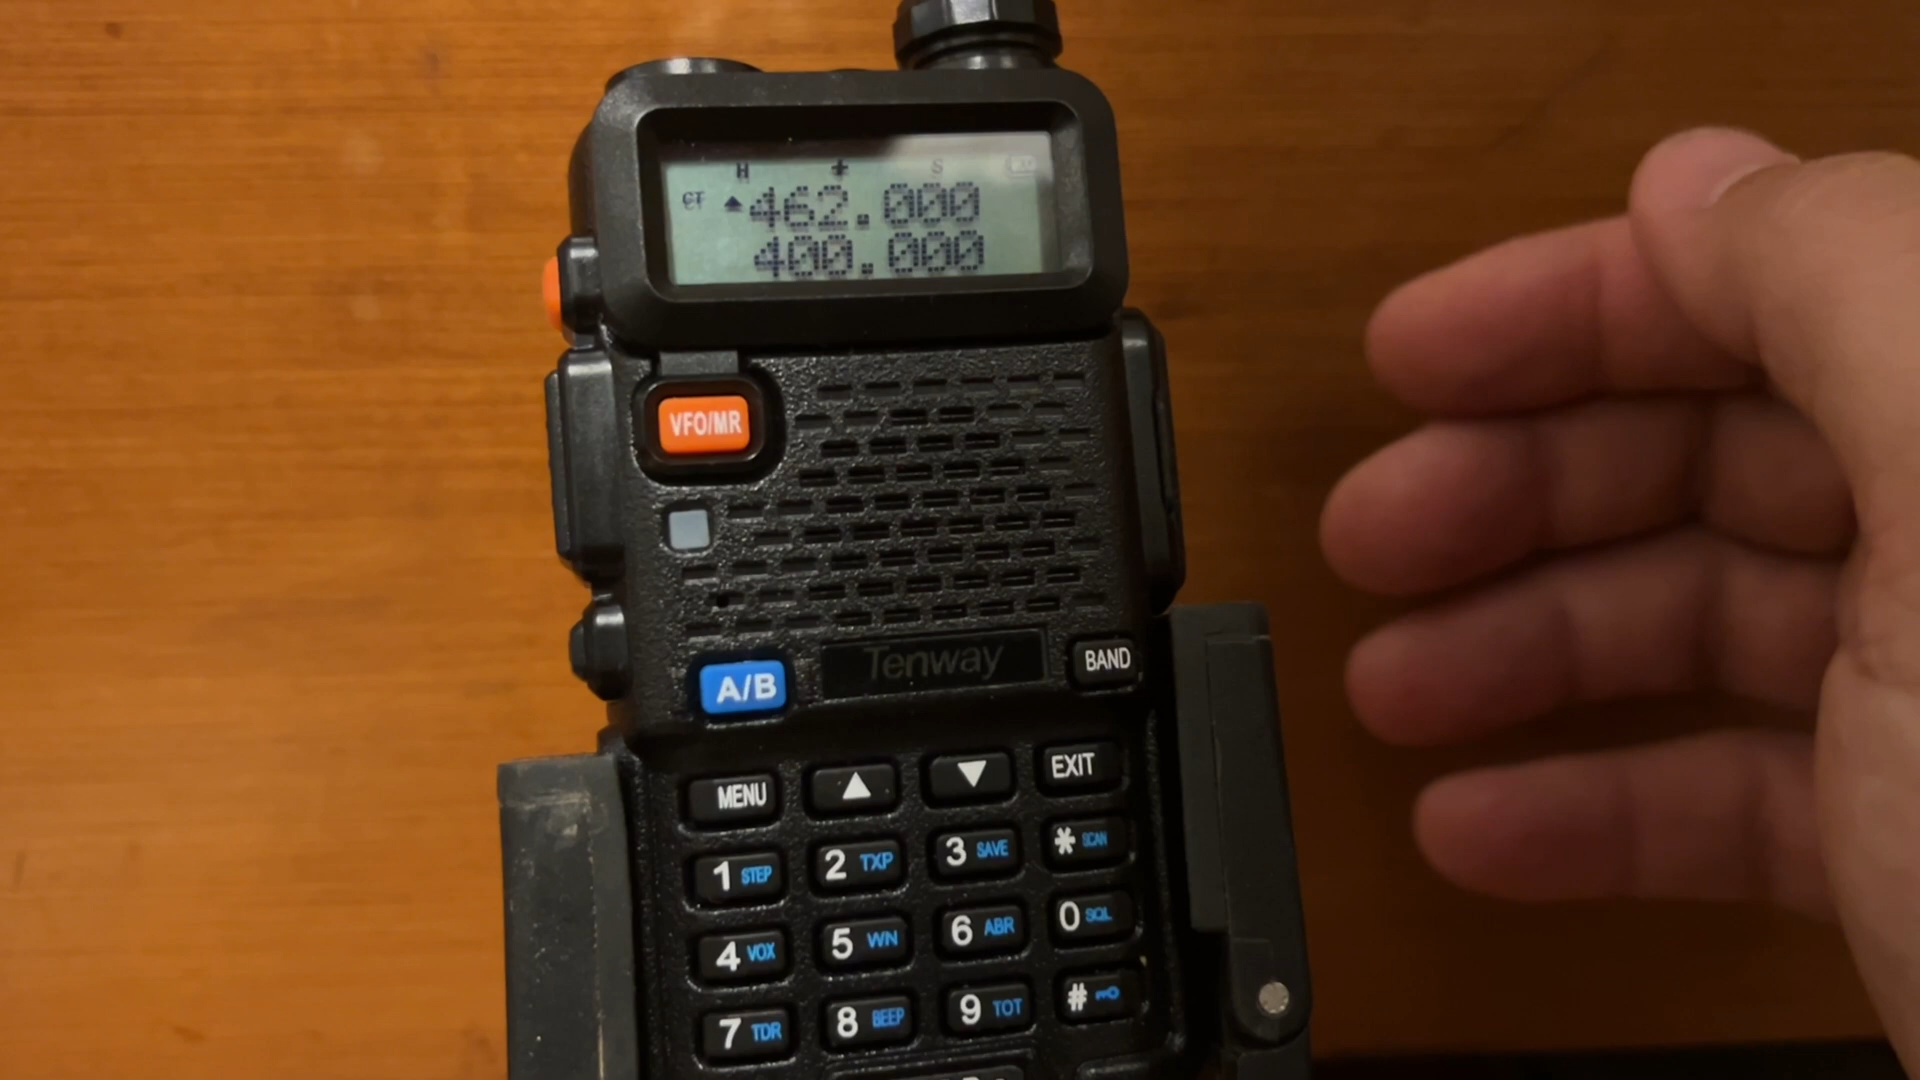 H + S
CT 462.000
400.000
VFO/MR
Tenway
A/B BAND
MENU ▲ ▼ EXIT
1 STEP 2 TXP 3 SAVE * SCAN
4 VOX 5 WN 6 ABR 0 SQL
7 TDR 8 BEEP 9 TOT #